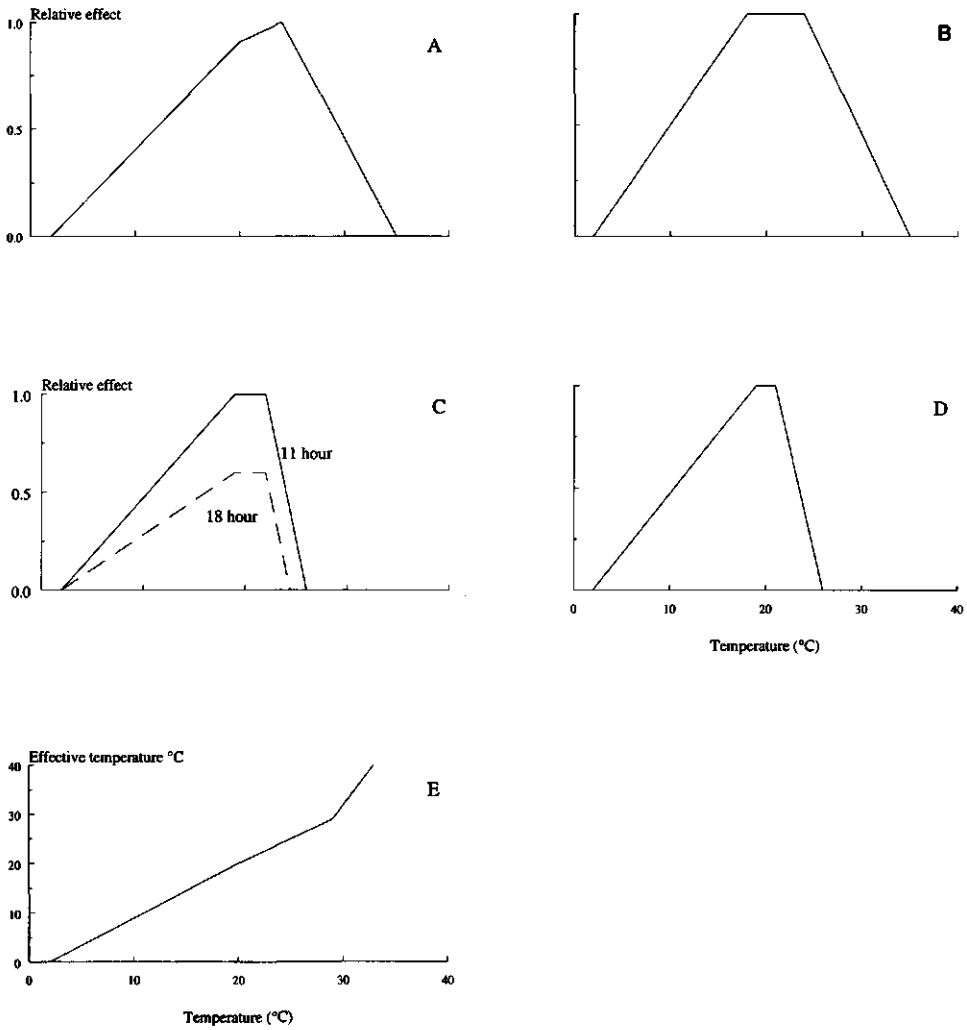 Relative effect
1.0
0.5
0.0
A
B
Relative effect
1.0
0.5
0.0
C
11 hour
18 hour
D
0 10 20 30 40
Temperature (°C)
Effective temperature °C
40
30
20
10
0
E
0 10 20 30 40
Temperature (°C)